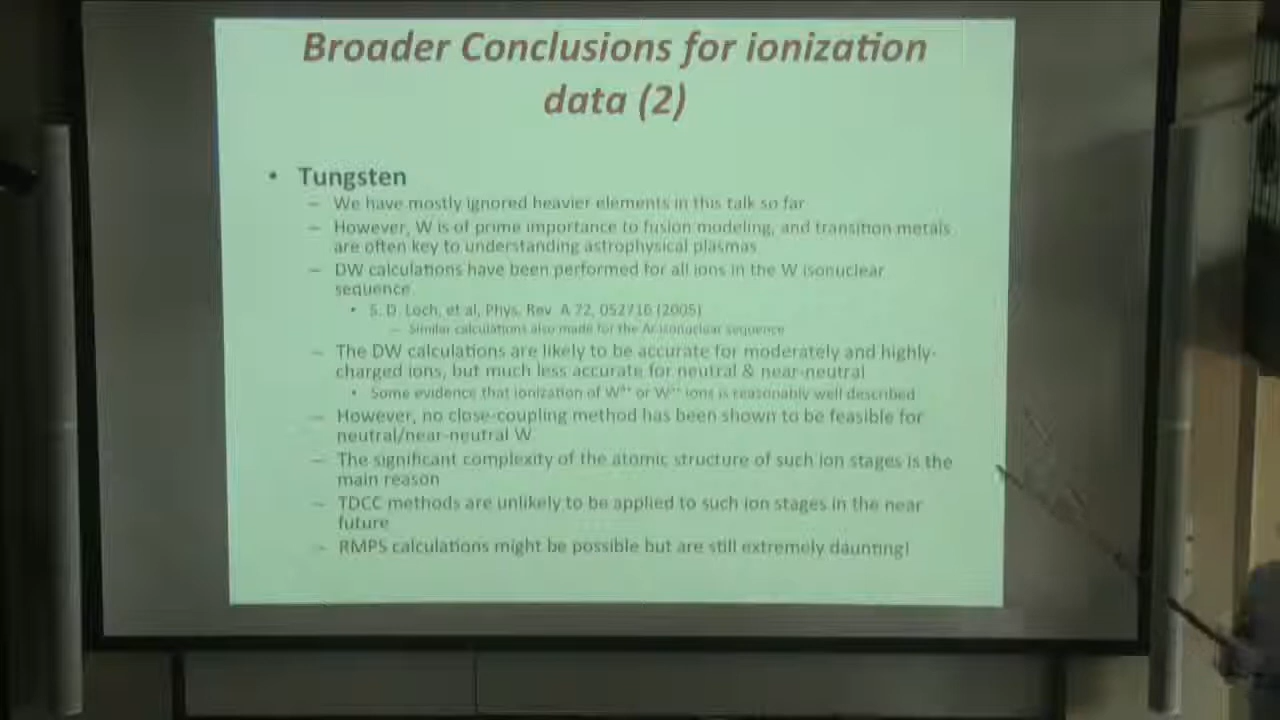 Broader Conclusions for ionization
data (2)
• Tungsten
– We have mostly ignored heavier elements in this talk so far
– However, W is of prime importance to fusion modeling, and transition metals
are often key to understanding astrophysical plasmas
– DW calculations have been performed for all ions in the W isonuclear
sequence
• S. D. Loch, et al, Phys. Rev. A 72, 052716 (2005)
– Similar calculations also made for the Ar isonuclear sequence
– The DW calculations are likely to be accurate for moderately and highly-
charged ions, but much less accurate for neutral & near-neutral
• Some evidence that ionization of W or W ions is reasonably well described
– However, no close-coupling method has been shown to be feasible for
neutral/near-neutral W
– The significant complexity of the atomic structure of such ion stages is the
main reason
– TDCC methods are unlikely to be applied to such ion stages in the near
future
– RMPS calculations might be possible but are still extremely daunting!